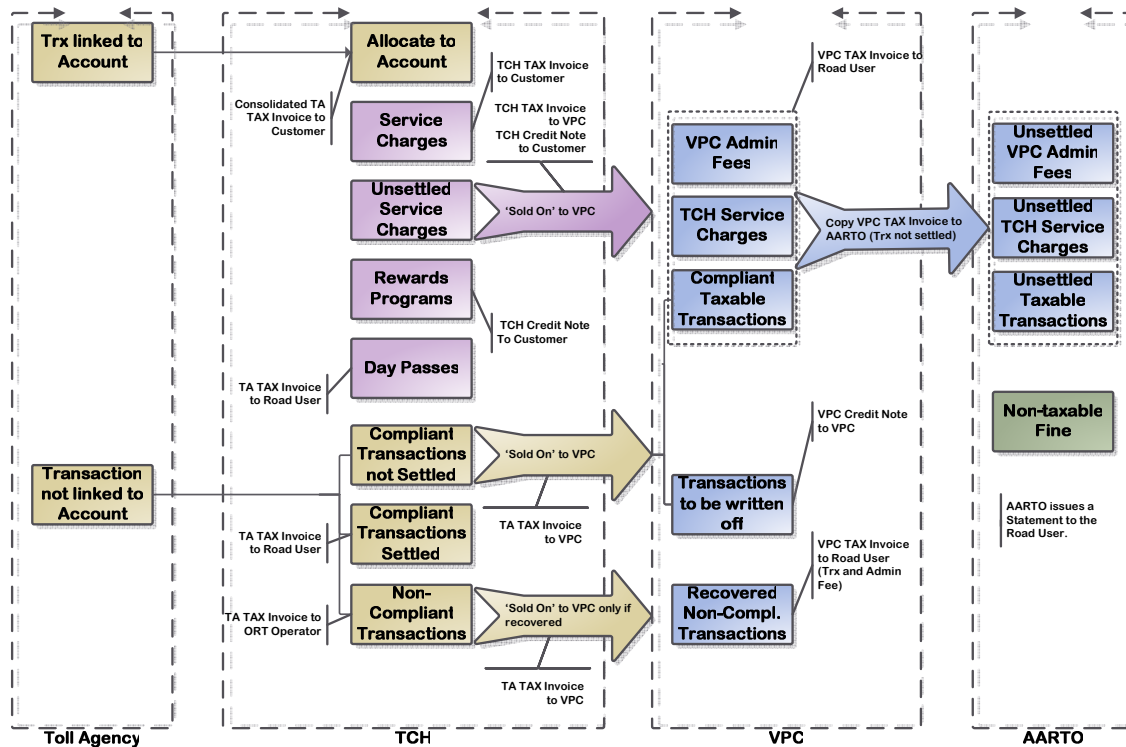 Trx linked to
Account
Transaction
not linked to
Account
Toll Agency
Allocate to
Account
Consolidated TA
TAX Invoice to
Customer
Service
Charges
TCH TAX Invoice
to Customer
TCH TAX Invoice
to VPC
TCH Credit Note
to Customer
Unsettled
Service
Charges
‘Sold On’ to VPC
Rewards
Programs
TCH Credit Note
To Customer
Day Passes
TA TAX Invoice
to Road User
Compliant
Transactions
not Settled
‘Sold On’ to VPC
TA TAX Invoice
to VPC
Compliant
Transactions
Settled
TA TAX Invoice
to Road User
Non-
Compliant
Transactions
TA TAX Invoice to
ORT Operator
‘Sold On’ to VPC only if
recovered
TA TAX Invoice
to VPC
TCH
VPC TAX Invoice to
Road User
VPC Admin
Fees
TCH Service
Charges
Compliant
Taxable
Transactions
Copy VPC TAX Invoice to
AARTO (Trx not settled)
VPC Credit Note
to VPC
Transactions
to be written
off
VPC TAX Invoice
to Road User
(Trx and Admin
Fee)
Recovered
Non-Compl.
Transactions
VPC
Unsettled
VPC Admin
Fees
Unsettled
TCH Service
Charges
Unsettled
Taxable
Transactions
Non-taxable
Fine
AARTO issues a
Statement to the
Road User.
AARTO